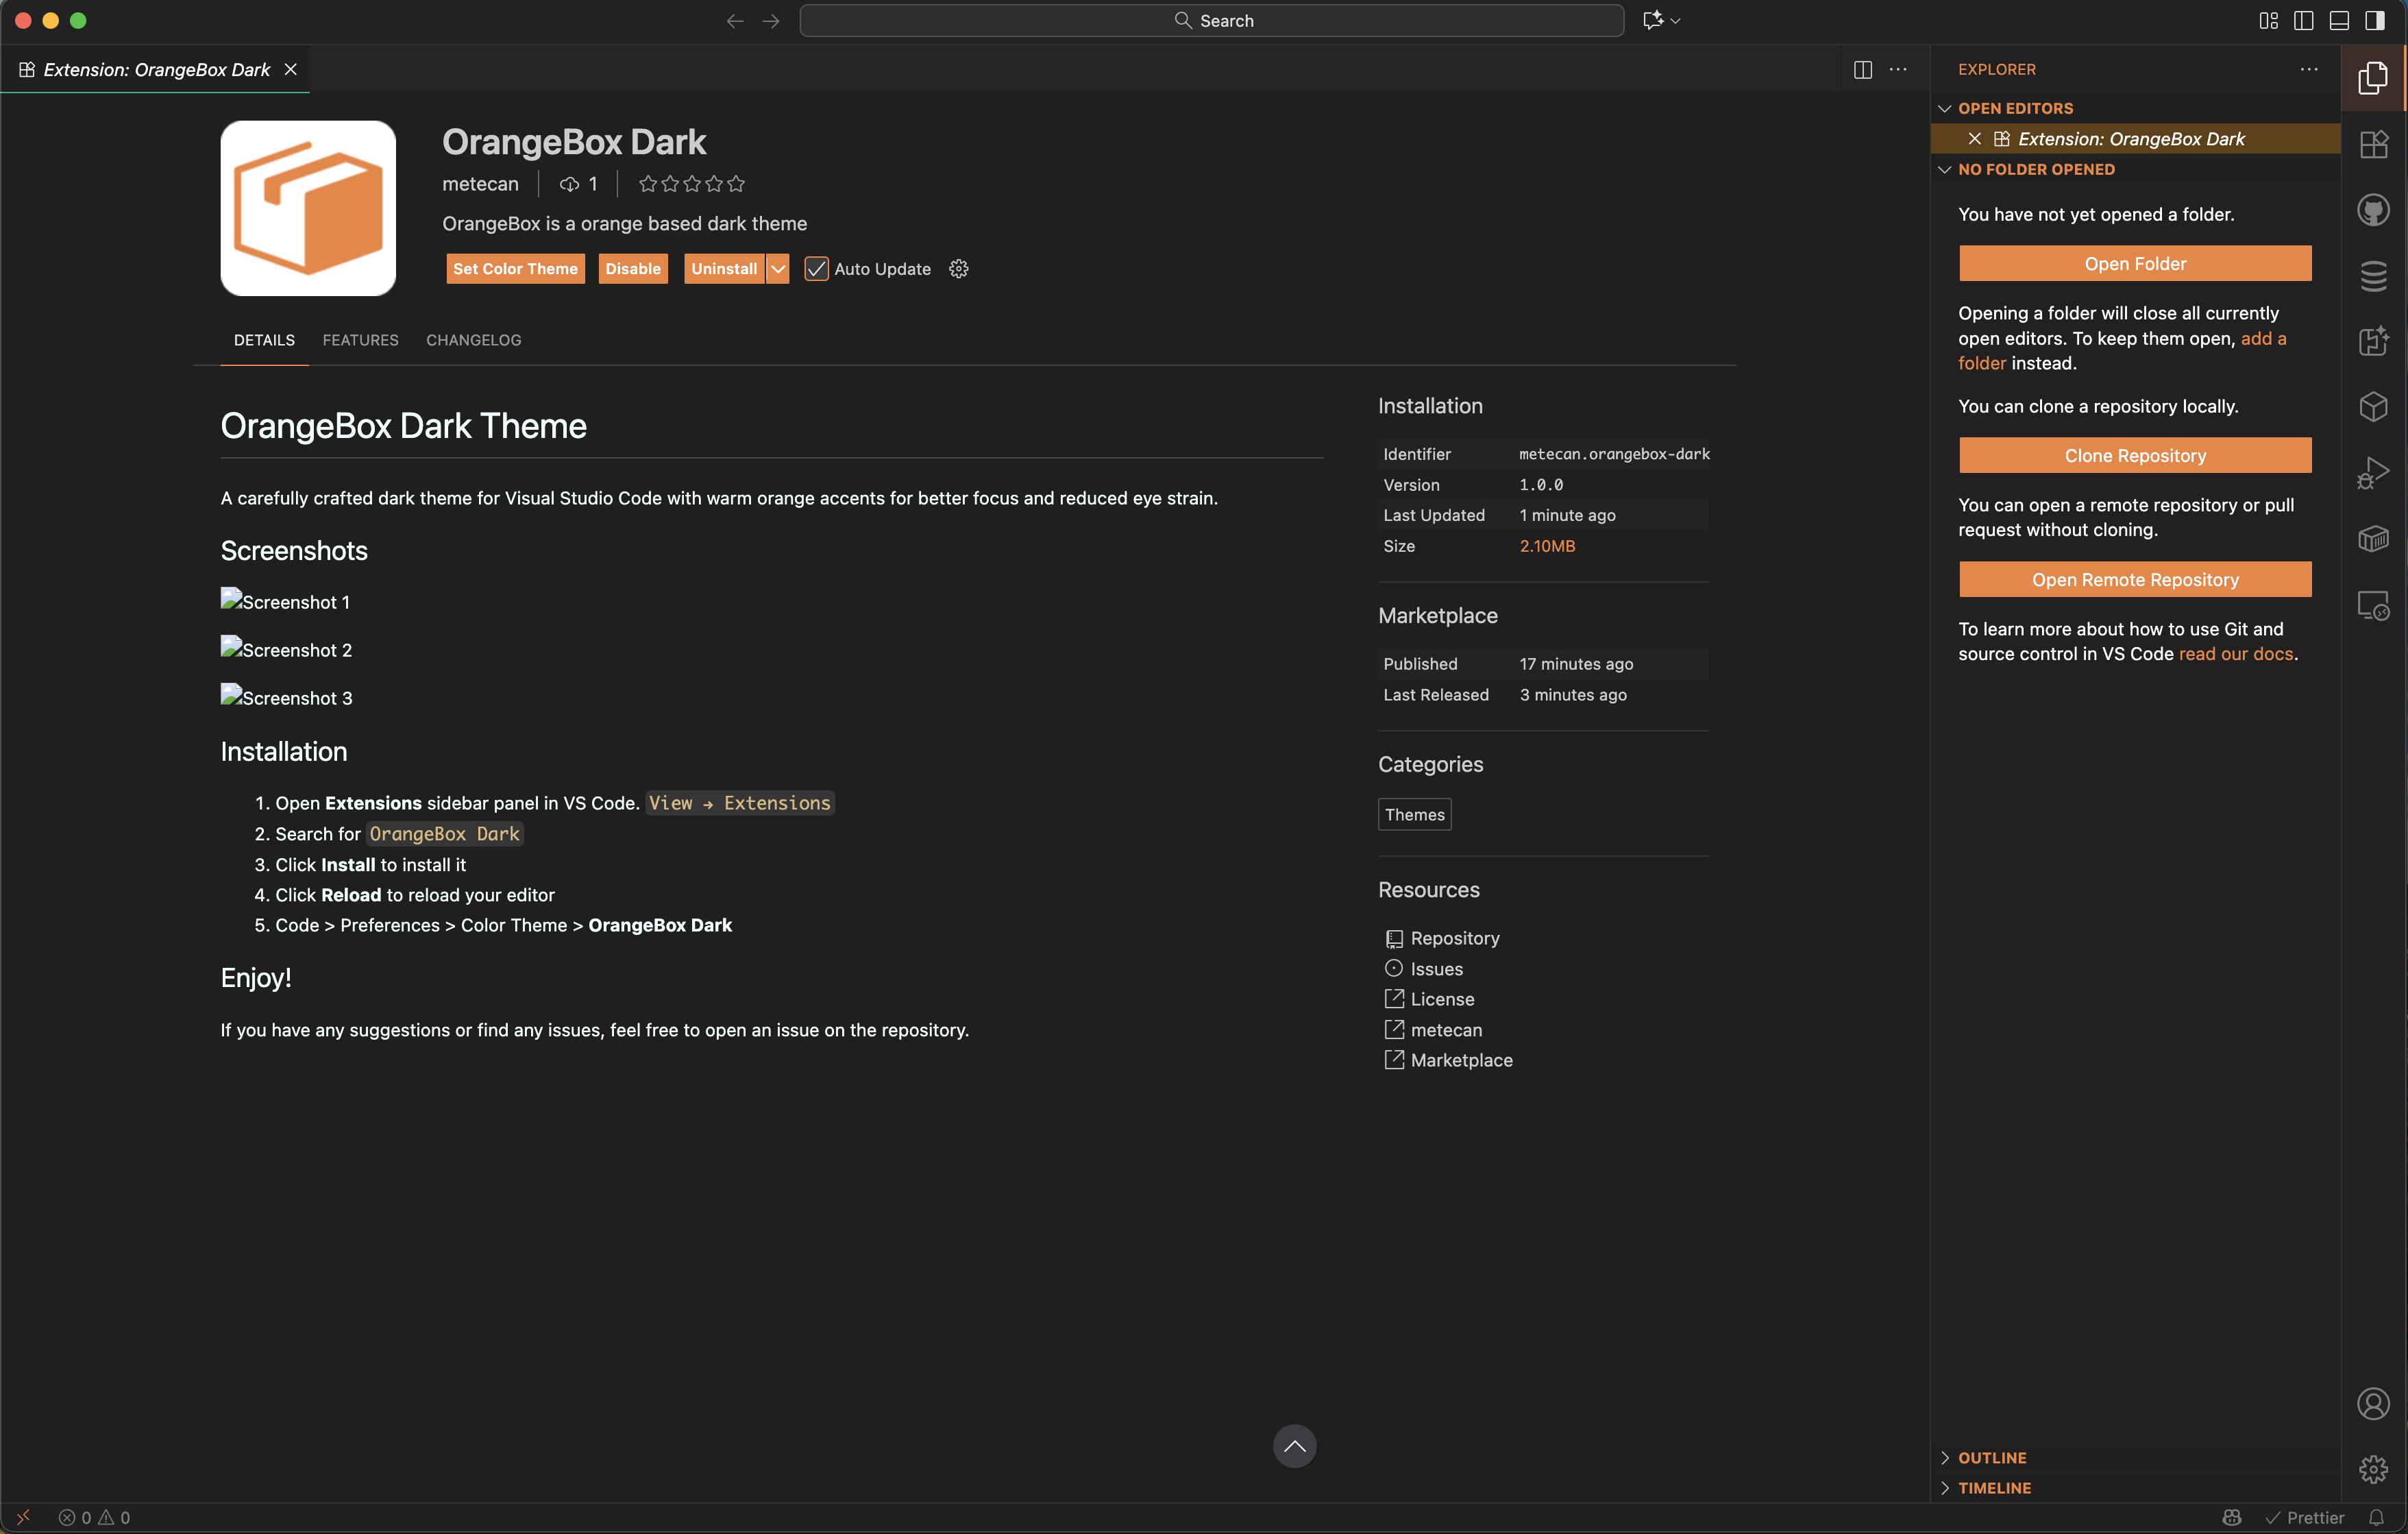 Search
Extension: OrangeBox Dark
OrangeBox Dark
metecan
1
OrangeBox is a orange based dark theme
Set Color Theme
Disable
Uninstall
Auto Update
DETAILS
FEATURES
CHANGELOG
OrangeBox Dark Theme
A carefully crafted dark theme for Visual Studio Code with warm orange accents for better focus and reduced eye strain.
Screenshots
Screenshot 1
Screenshot 2
Screenshot 3
Installation
1. Open Extensions sidebar panel in VS Code. View → Extensions
2. Search for OrangeBox Dark
3. Click Install to install it
4. Click Reload to reload your editor
5. Code > Preferences > Color Theme > OrangeBox Dark
Enjoy!
If you have any suggestions or find any issues, feel free to open an issue on the repository.
Installation
Identifier metecan.orangebox-dark
Version 1.0.0
Last Updated 1 minute ago
Size 2.10MB
Marketplace
Published 17 minutes ago
Last Released 3 minutes ago
Categories
Themes
Resources
Repository
Issues
License
metecan
Marketplace
EXPLORER
OPEN EDITORS
Extension: OrangeBox Dark
NO FOLDER OPENED
You have not yet opened a folder.
Open Folder
Opening a folder will close all currently
open editors. To keep them open, add a
folder instead.
You can clone a repository locally.
Clone Repository
You can open a remote repository or pull
request without cloning.
Open Remote Repository
To learn more about how to use Git and
source control in VS Code read our docs.
OUTLINE
TIMELINE
0 0
Prettier